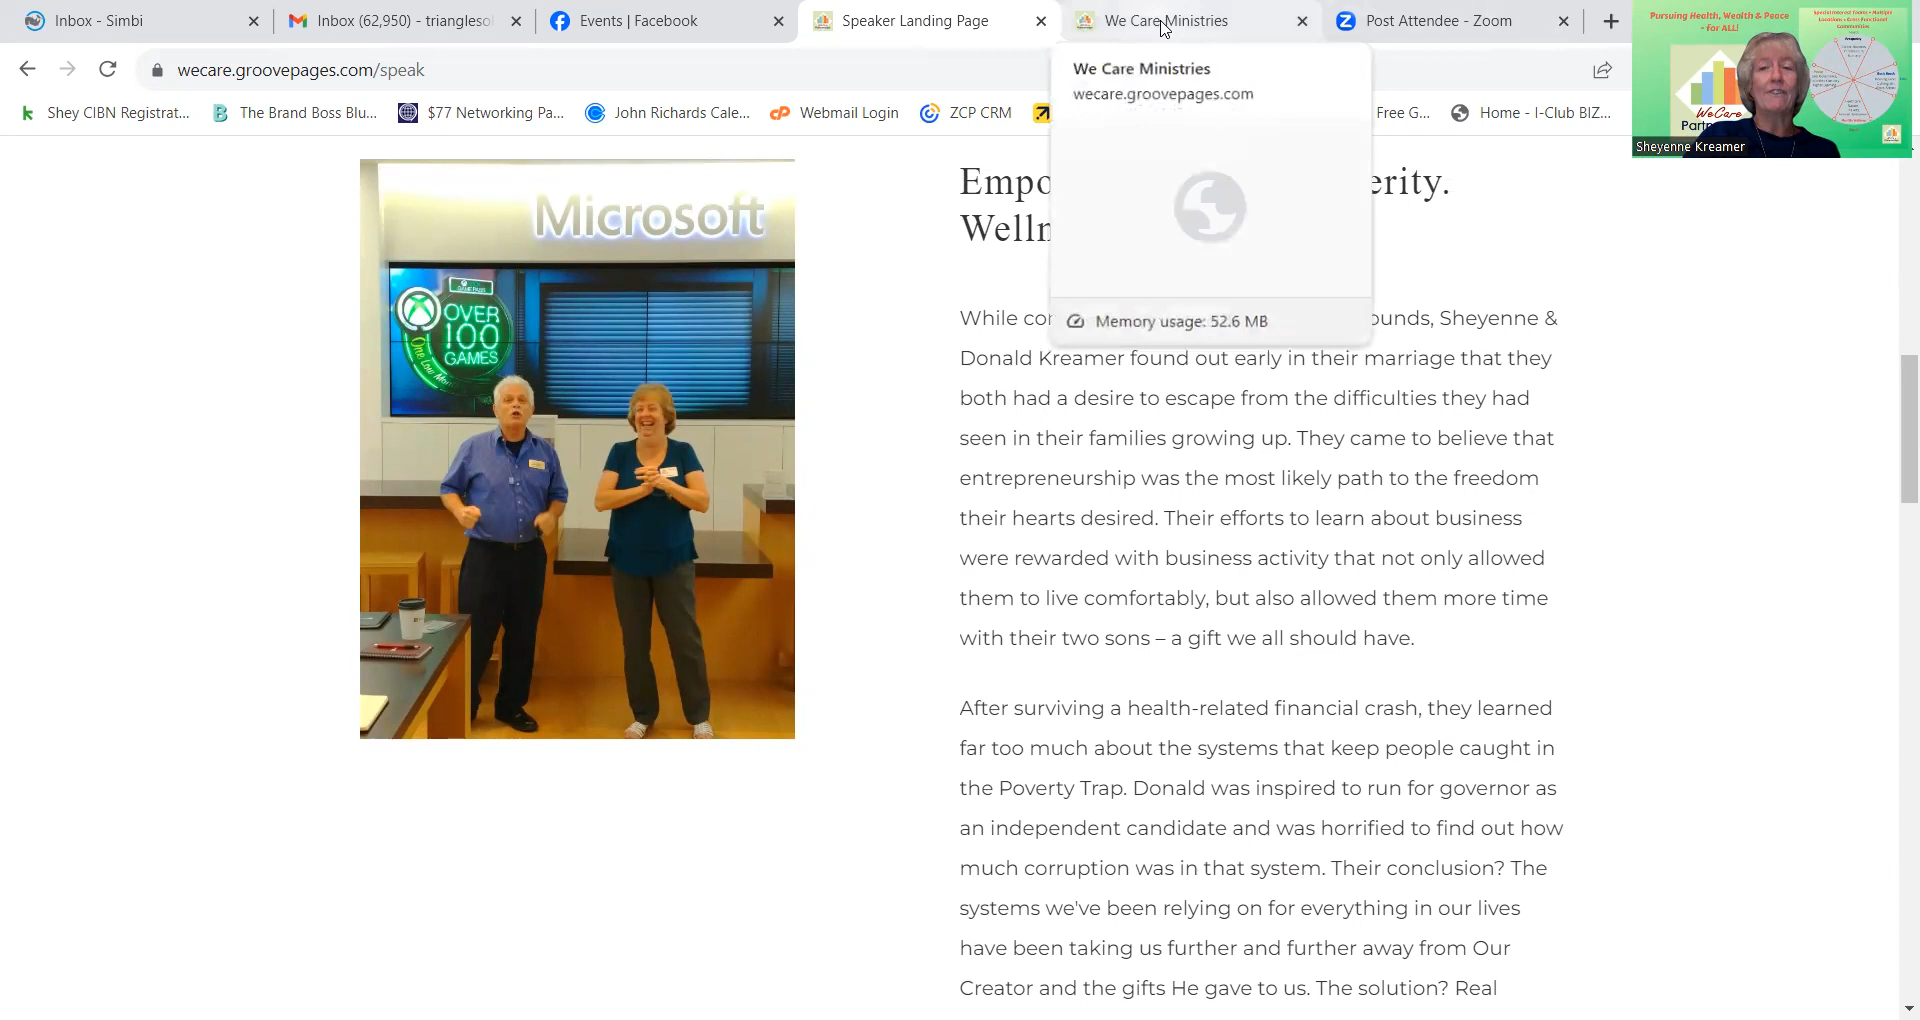 Inbox - Simbi
Inbox (62,950) - trianglesol
Events | Facebook
Speaker Landing Page
We Care Ministries
Post Attendee - Zoom
wecare.groovepages.com/speak
Shey CIBN Registrat...
The Brand Boss Blu...
$77 Networking Pa...
John Richards Cale...
Webmail Login
ZCP CRM
Free G...
Home - I-Club BIZ...
We Care Ministries
wecare.groovepages.com
Memory usage: 52.6 MB
Pursuing Health, Wealth & Peace
- for ALL!
WeCare
Part
Sheyenne Kreamer
Microsoft
GAME PASS
OVER
100
GAMES
One Low Mo
Empo erity.
Welln
While con ounds, Sheyenne &
Donald Kreamer found out early in their marriage that they
both had a desire to escape from the difficulties they had
seen in their families growing up. They came to believe that
entrepreneurship was the most likely path to the freedom
their hearts desired. Their efforts to learn about business
were rewarded with business activity that not only allowed
them to live comfortably, but also allowed them more time
with their two sons – a gift we all should have.
After surviving a health-related financial crash, they learned
far too much about the systems that keep people caught in
the Poverty Trap. Donald was inspired to run for governor as
an independent candidate and was horrified to find out how
much corruption was in that system. Their conclusion? The
systems we've been relying on for everything in our lives
have been taking us further and further away from Our
Creator and the gifts He gave to us. The solution? Real